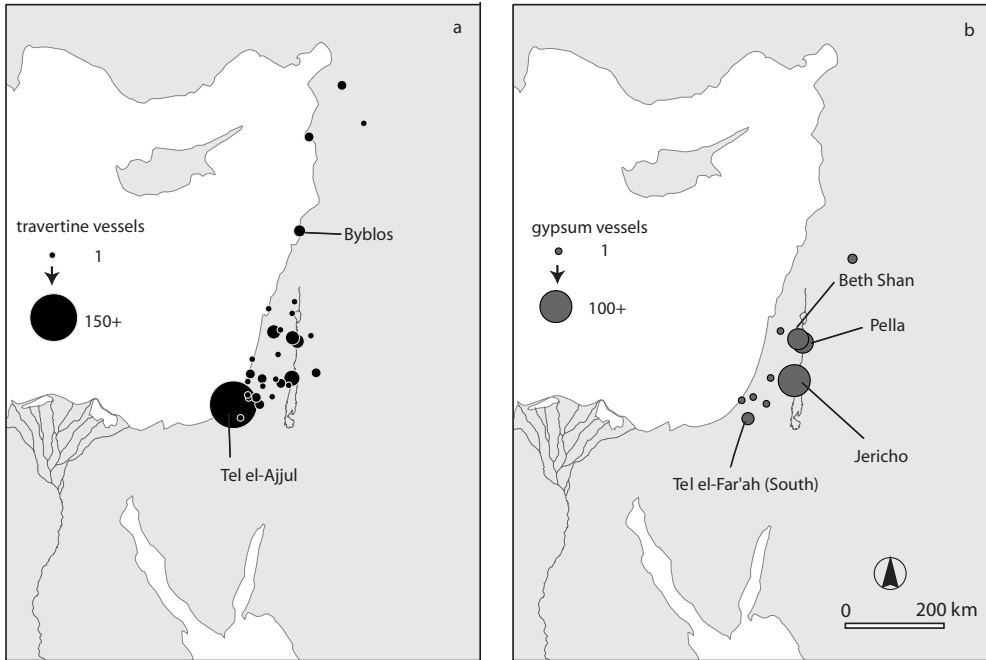 a
travertine vessels
1
150+
Byblos
Tel el-Ajjul
b
gypsum vessels
1
100+
Beth Shan
Pella
Jericho
Tel el-Far'ah (South)
0 200 km